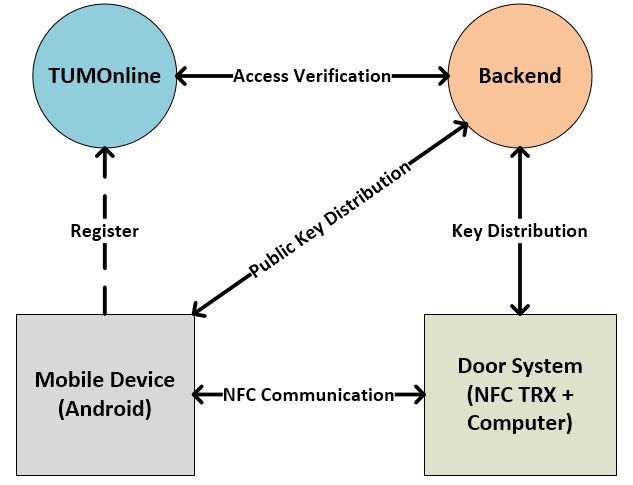 TUMOnline
Access Verification
Backend
Public Key Distribution
Register
Key Distribution
Mobile Device
(Android)
NFC Communication
Door System
(NFC TRX +
Computer)